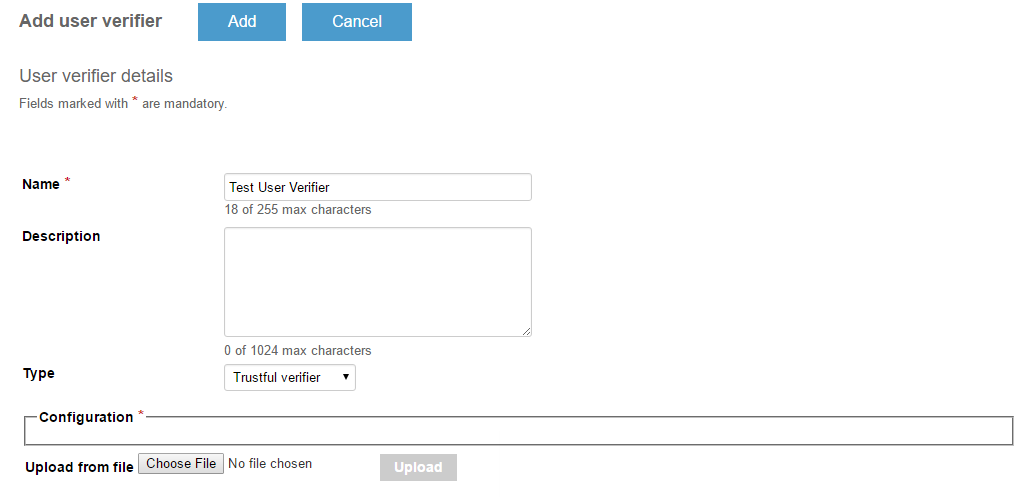 Add user verifier Add Cancel
User verifier details
Fields marked with * are mandatory.
Name *
Test User Verifier
18 of 255 max characters
Description
0 of 1024 max characters
Type
Trustful verifier
Configuration *
Upload from file Choose File No file chosen Upload